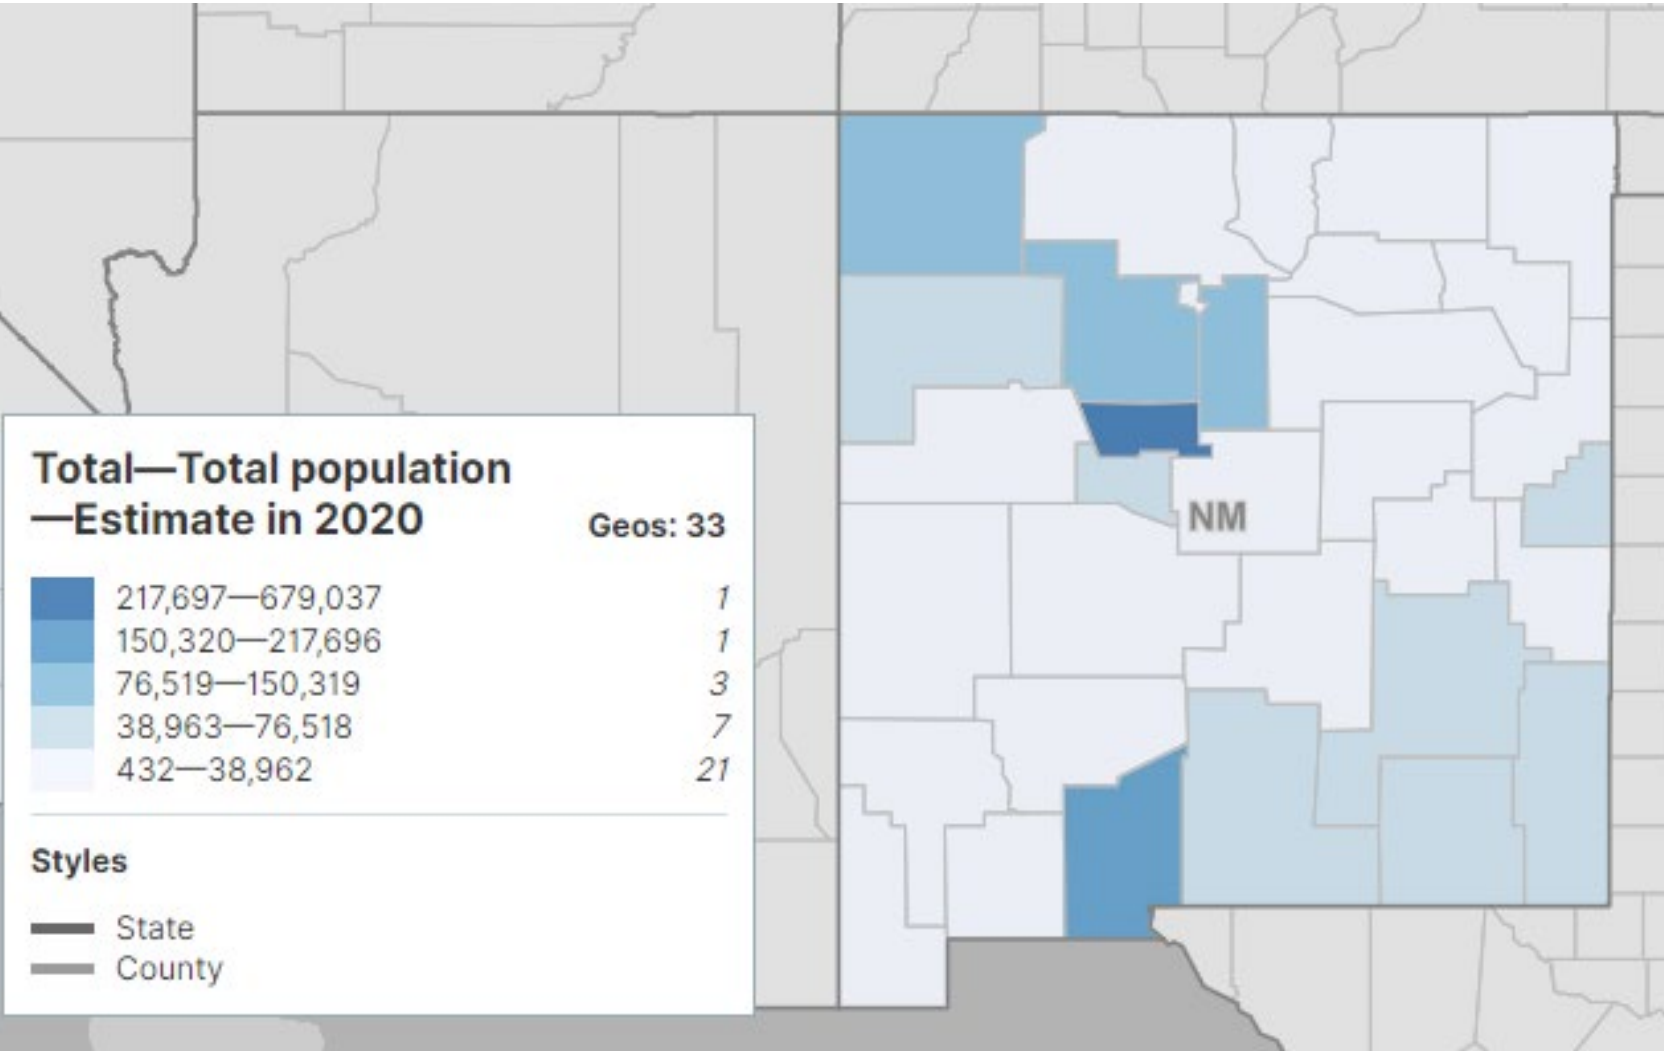 Total—Total population
—Estimate in 2020 Geos: 33
217,697—679,037 1
150,320—217,696 1
76,519—150,319 3
38,963—76,518 7
432—38,962 21
Styles
State
County
NM